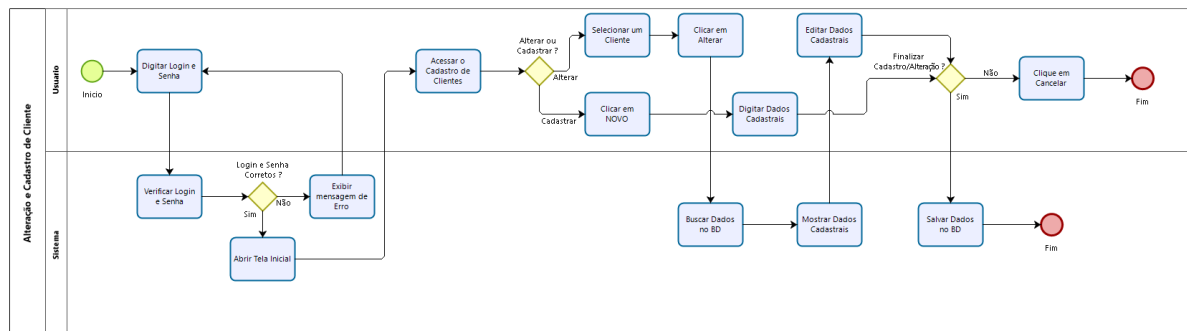 Alteração e Cadastro de Cliente
Usuario
Inicio
Digitar Login e
Senha
Acessar o
Cadastro de
Clientes
Alterar ou
Cadastrar ?
Alterar
Cadastrar
Selecionar um
Cliente
Clicar em
Alterar
Clicar em
NOVO
Digitar Dados
Cadastrais
Editar Dados
Cadastrais
Finalizar
Cadastro/Alteração ?
Não
Sim
Clique em
Cancelar
Fim
Sistema
Verificar Login
e Senha
Login e Senha
Corretos ?
Sim
Não
Exibir
mensagem de
Erro
Abrir Tela Inicial
Buscar Dados
no BD
Mostrar Dados
Cadastrais
Salvar Dados
no BD
Fim